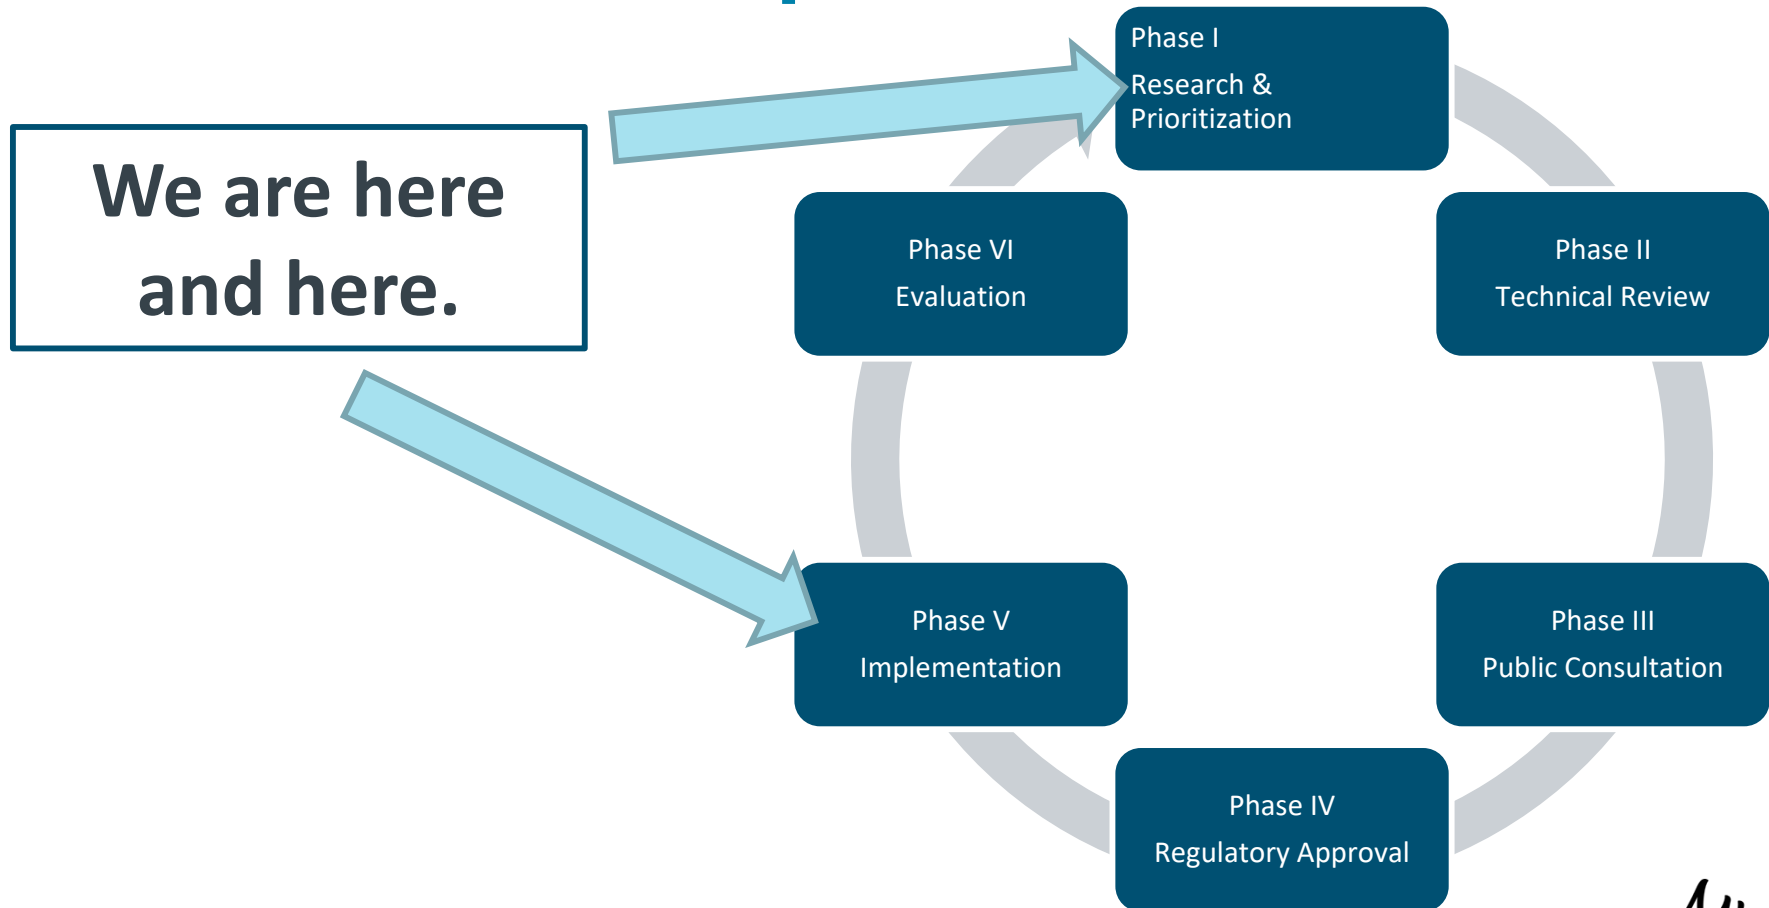 We are here
and here.
Phase I
Research &
Prioritization
Phase II
Technical Review
Phase III
Public Consultation
Phase IV
Regulatory Approval
Phase V
Implementation
Phase VI
Evaluation